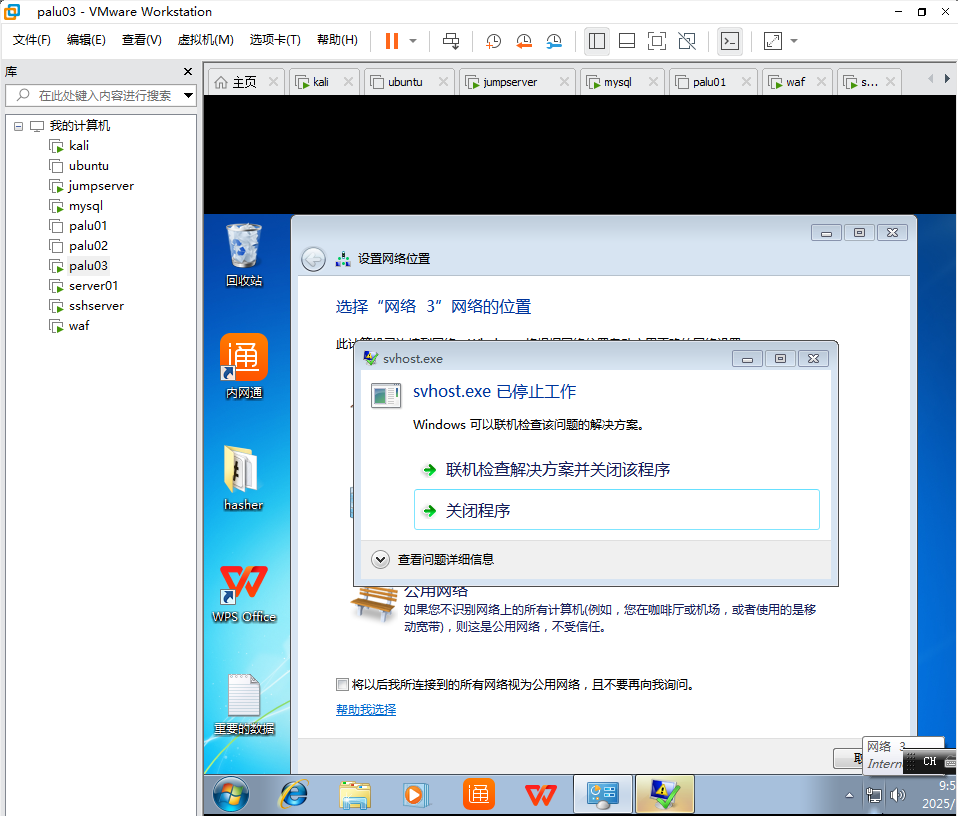 palu03 - VMware Workstation
文件(F) 编辑(E) 查看(V) 虚拟机(M) 选项卡(T) 帮助(H)
库
在此处键入内容进行搜索
我的计算机
kali
ubuntu
jumpserver
mysql
palu01
palu02
palu03
server01
sshserver
waf
主页 kali ubuntu jumpserver mysql palu01 waf s...
回收站
内网通
hasher
WPS Office
重要的数据
设置网络位置
选择“网络 3”网络的位置
svhost.exe
svhost.exe 已停止工作
Windows 可以联机检查该问题的解决方案。
联机检查解决方案并关闭该程序
关闭程序
查看问题详细信息
公用网络
如果您不识别网络上的所有计算机(例如，您在咖啡厅或机场，或者使用的是移
动宽带)，则这是公用网络，不受信任。
将以后我所连接到的所有网络视为公用网络，且不要再向我询问。
帮助我选择
网络 3
Intern
CH
9:5
2025/